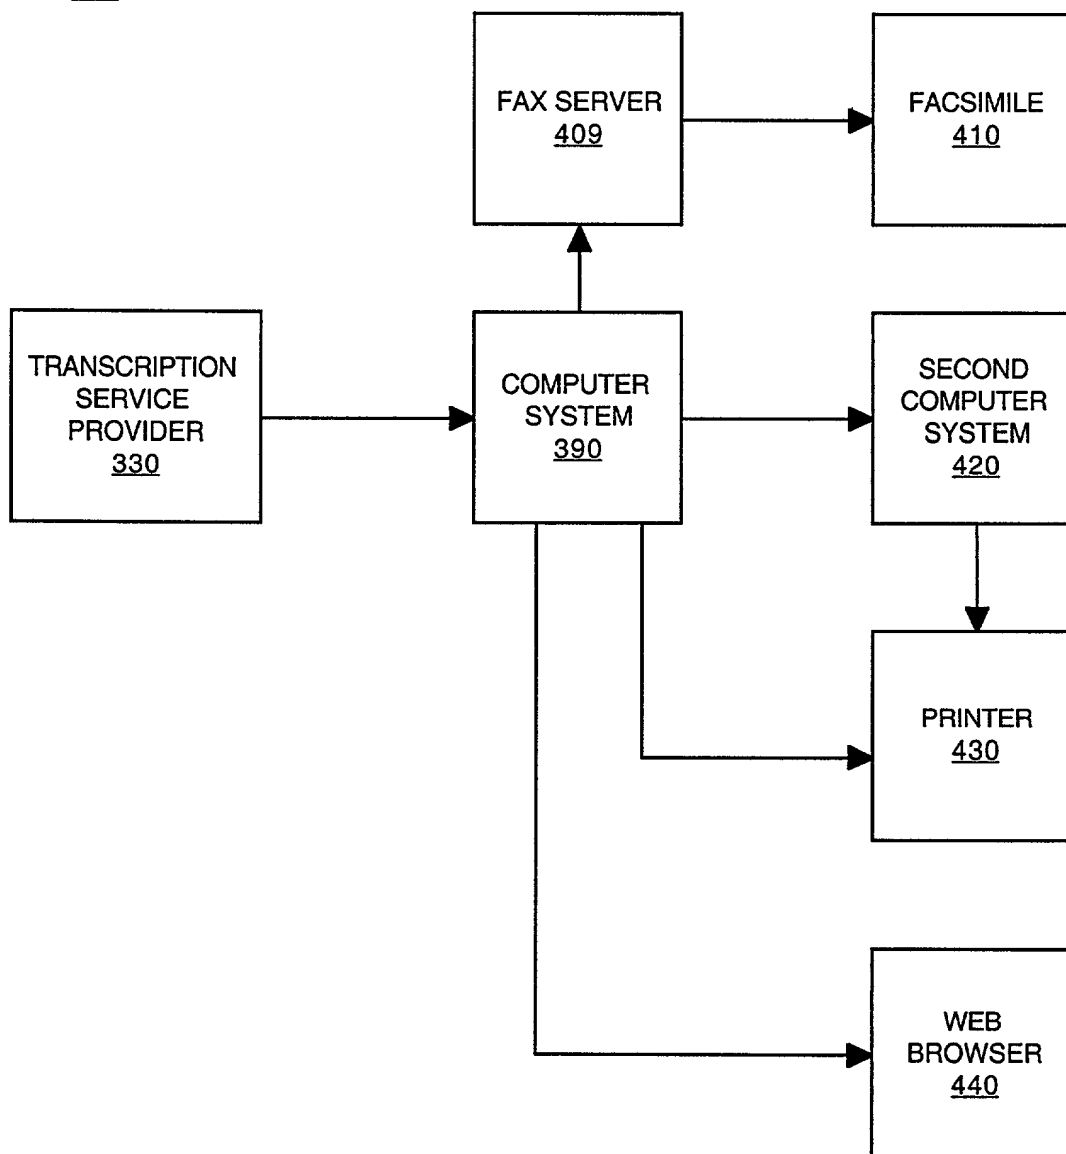 FAX SERVER
409
FACSIMILE
410
TRANSCRIPTION
SERVICE
PROVIDER
330
COMPUTER
SYSTEM
390
SECOND
COMPUTER
SYSTEM
420
PRINTER
430
WEB
BROWSER
440